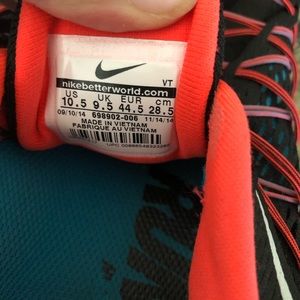 VT
nikebetterworld.com
US UK EUR cm
10.5 9.5 44.5 28.5
09/10/14 698902-006 11/14/14
MADE IN VIETNAM
FABRIQUE AU VIETNAM